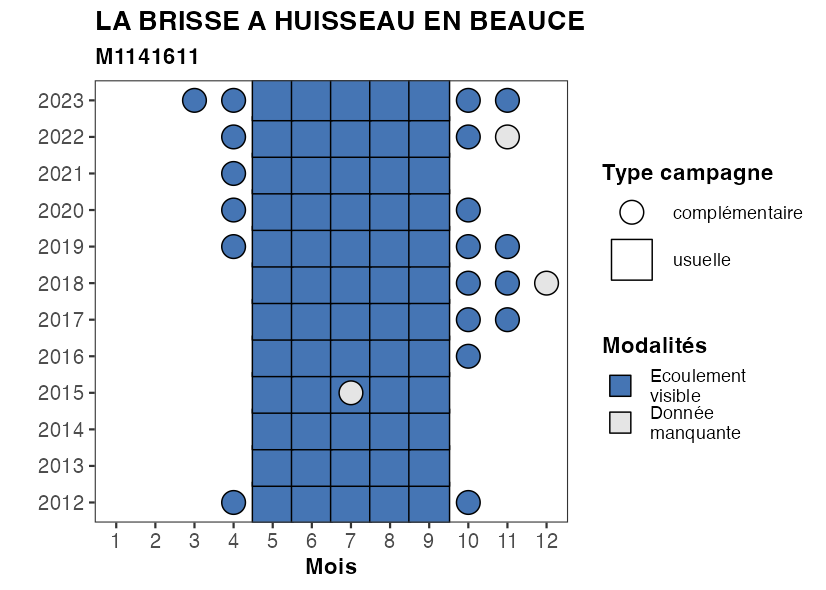 LA BRISSE A HUISSEAU EN BEAUCE
M1141611
2023
2022
2021
2020
2019
2018
2017
2016
2015
2014
2013
2012
1 2 3 4 5 6 7 8 9 10 11 12
Mois
Type campagne
complémentaire
usuelle
Modalités
Ecoulement
visible
Donnée
manquante